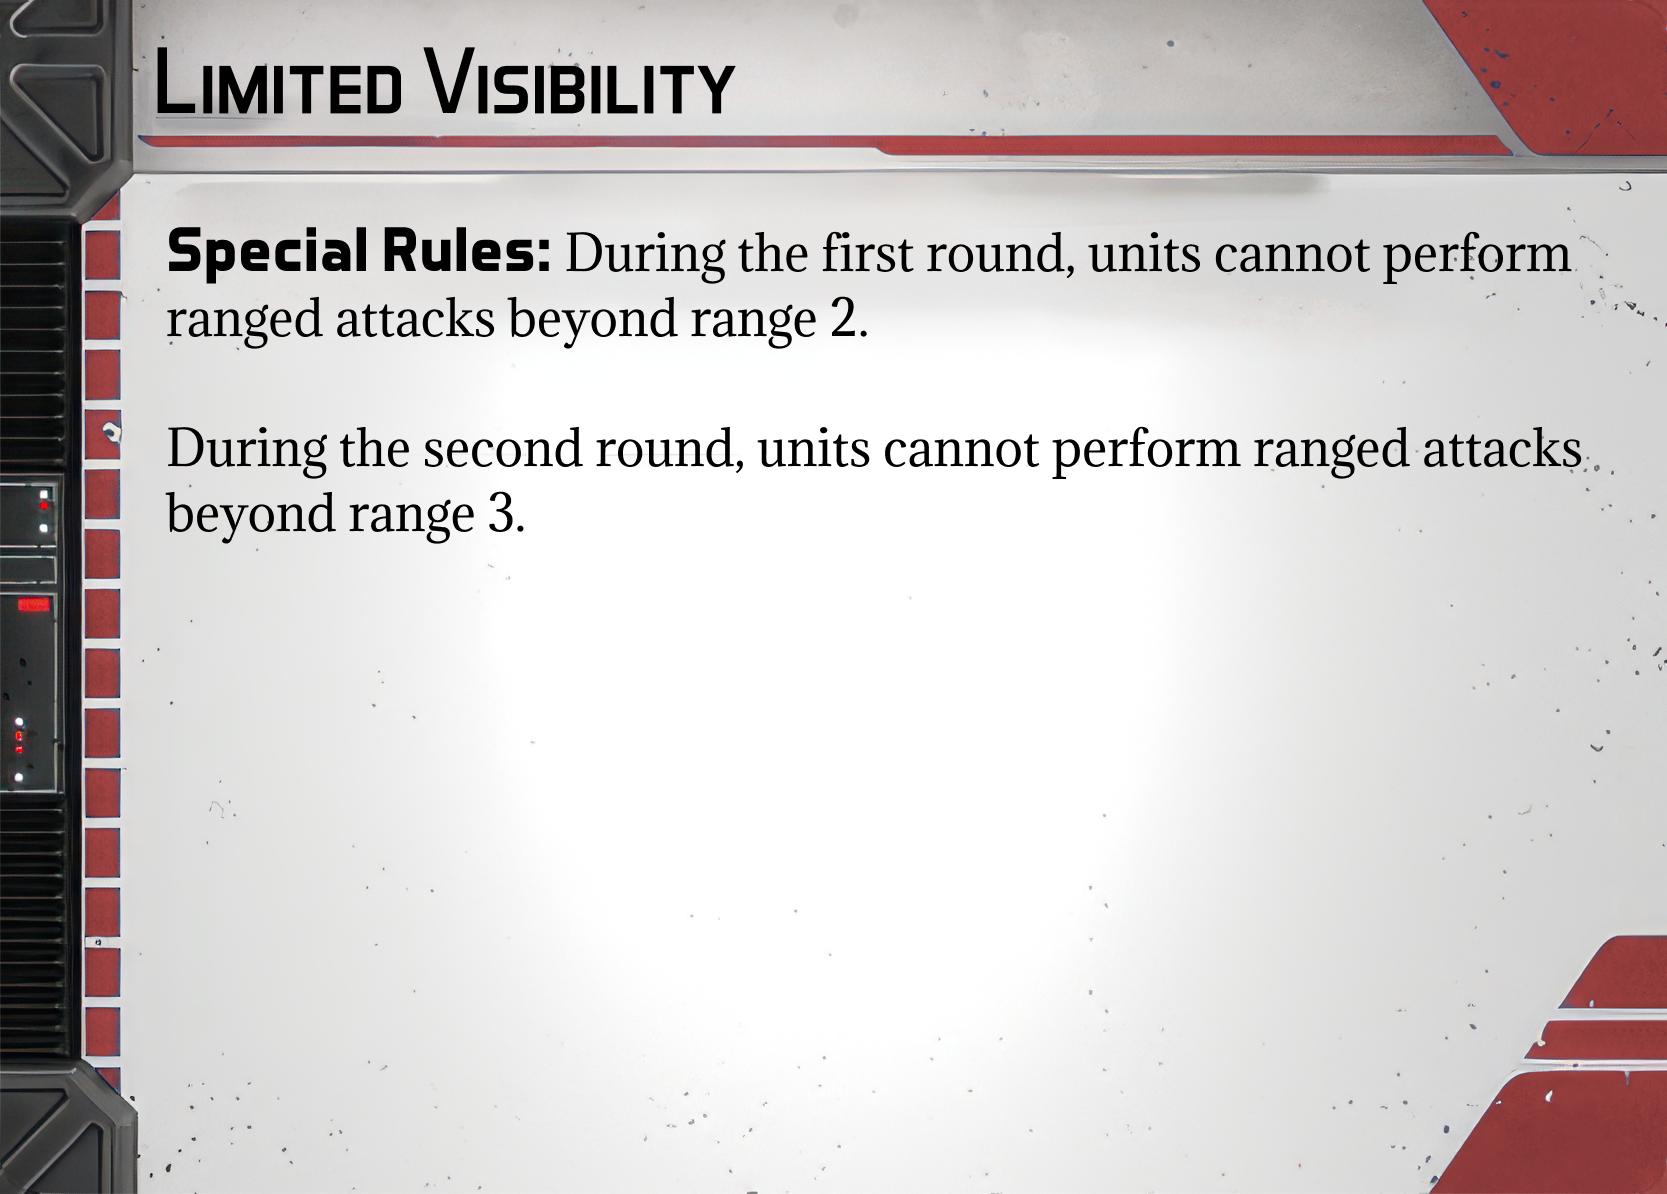 Limited Visibility
Special Rules: During the first round, units cannot perform
ranged attacks beyond range 2.
During the second round, units cannot perform ranged attacks
beyond range 3.